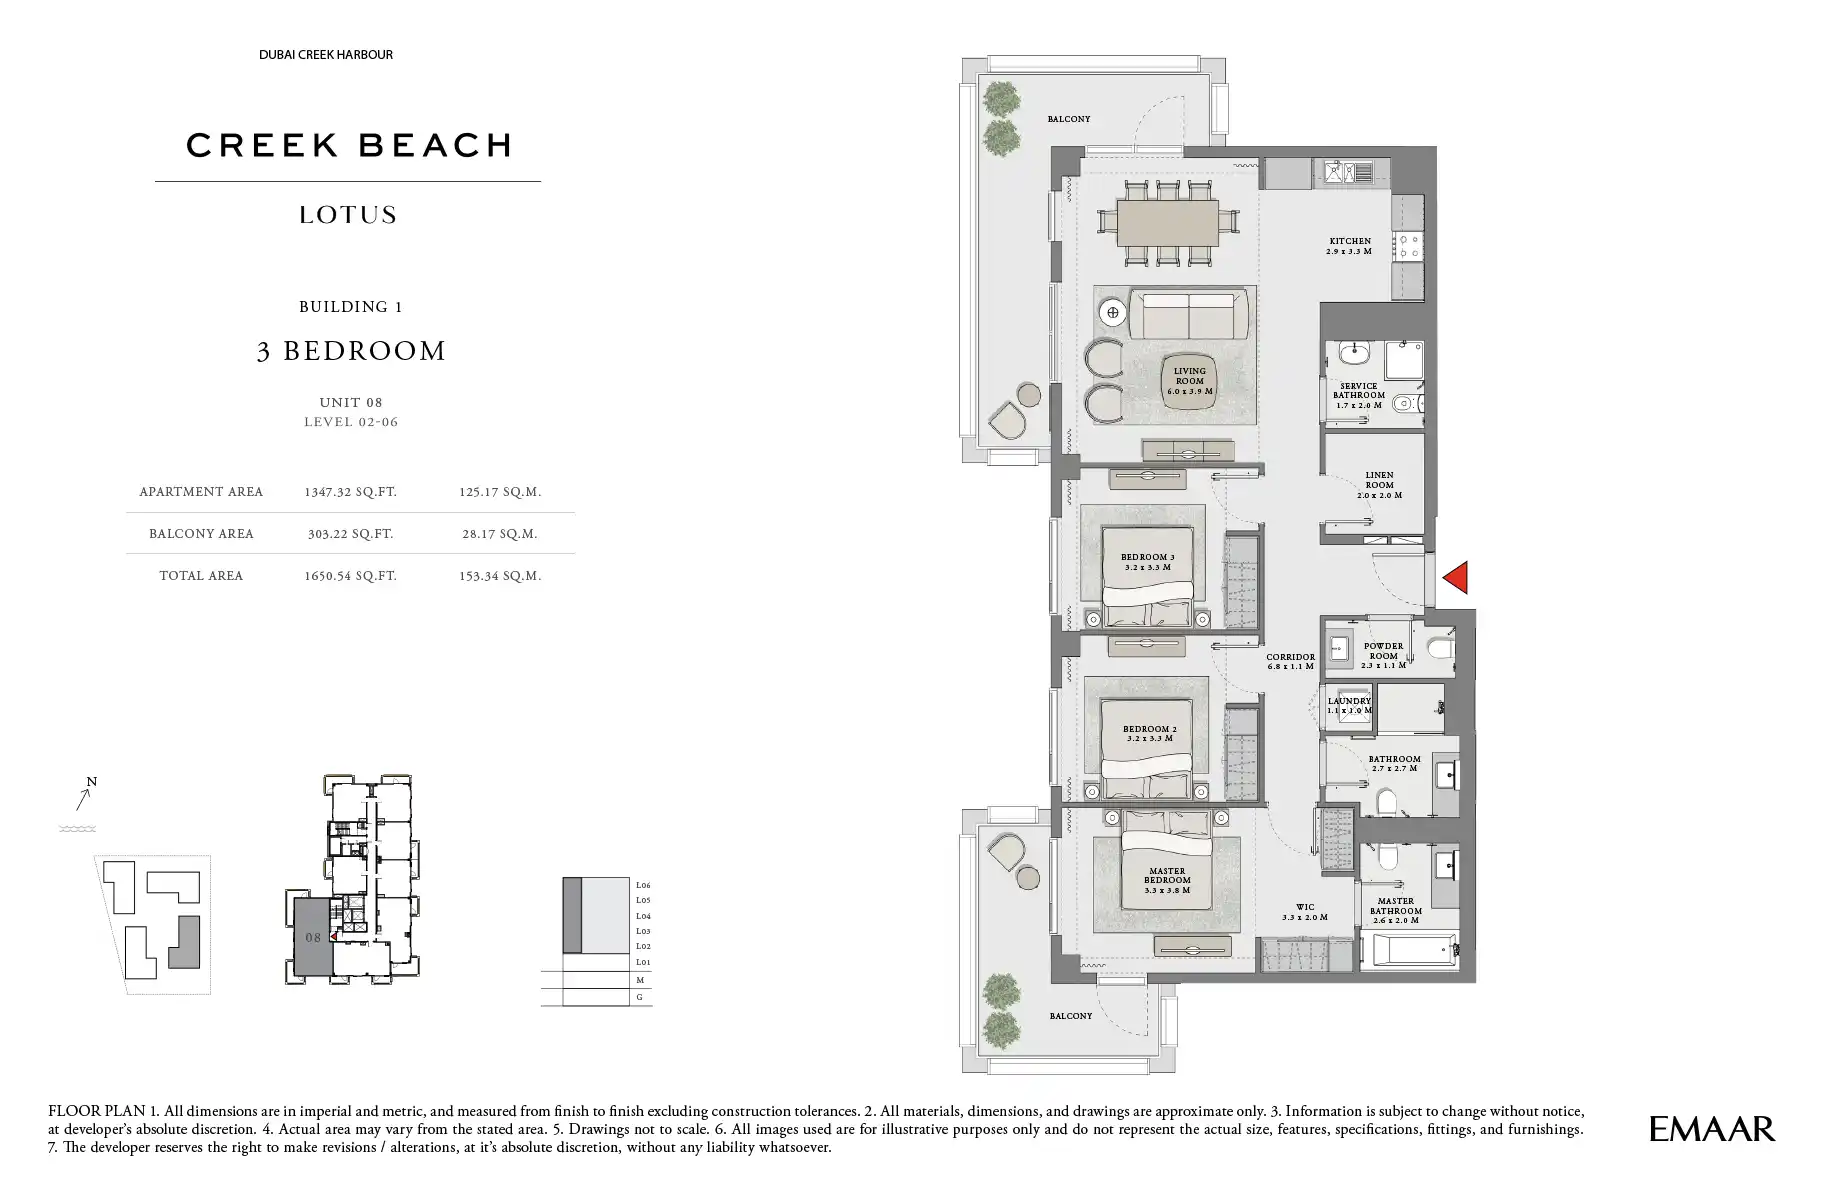 DUBAI CREEK HARBOUR
CREEK BEACH
LOTUS
BUILDING 1
3 BEDROOM
UNIT 08
LEVEL 02-06
APARTMENT AREA 1347.32 SQ.FT. 125.17 SQ.M.
BALCONY AREA 303.22 SQ.FT. 28.17 SQ.M.
TOTAL AREA 1650.54 SQ.FT. 153.34 SQ.M.
N
08
L06
L05
L04
L03
L02
L01
M
G
BALCONY
KITCHEN
2.9 x 3.3 M
LIVING
ROOM
6.0 x 3.9 M
SERVICE
BATHROOM
1.7 x 2.0 M
LINEN
ROOM
2.0 x 2.0 M
BEDROOM 3
3.2 x 3.3 M
CORRIDOR
6.8 x 1.1 M
POWDER
ROOM
2.3 x 1.1 M
LAUNDRY
1.1 x 1.0 M
BEDROOM 2
3.2 x 3.3 M
BATHROOM
2.7 x 2.7 M
MASTER
BEDROOM
3.3 x 3.8 M
WIC
3.3 x 2.0 M
MASTER
BATHROOM
2.6 x 2.0 M
BALCONY
FLOOR PLAN 1. All dimensions are in imperial and metric, and measured from finish to finish excluding construction tolerances. 2. All materials, dimensions, and drawings are approximate only. 3. Information is subject to change without notice,
at developer's absolute discretion. 4. Actual area may vary from the stated area. 5. Drawings not to scale. 6. All images used are for illustrative purposes only and do not represent the actual size, features, specifications, fittings, and furnishings.
7. The developer reserves the right to make revisions / alterations, at it's absolute discretion, without any liability whatsoever.
EMAAR